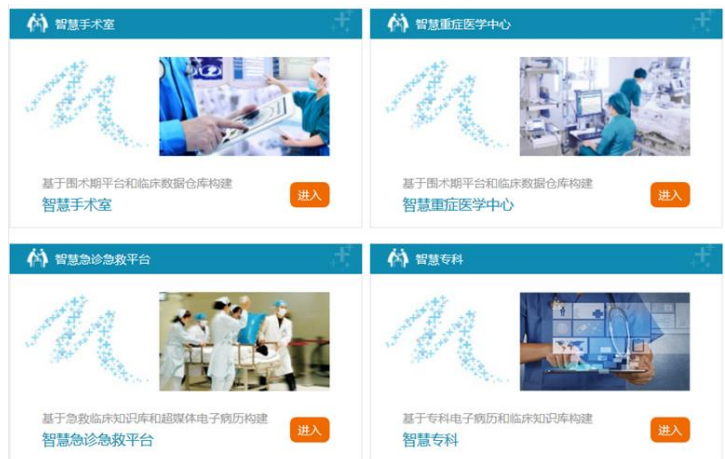 智慧手术室
智慧重症医学中心
基于围术期平台和临床数据仓库构建
智慧手术室
进入
基于围术期平台和临床数据仓库构建
智慧重症医学中心
进入
智慧急诊急救平台
智慧专科
基于急救临床知识库和超媒体电子病历构建
智慧急诊急救平台
进入
基于专科电子病历和临床知识库构建
智慧专科
进入